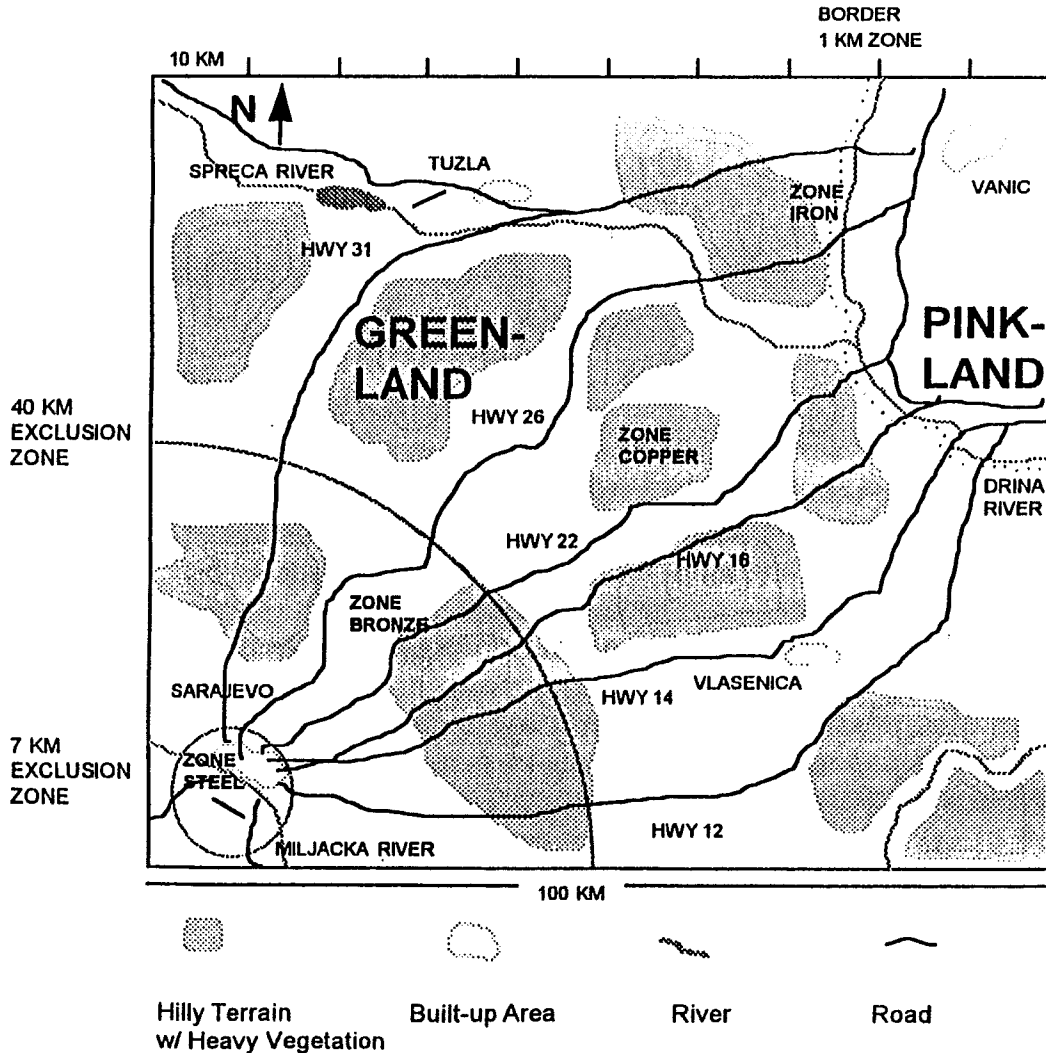 BORDER
1 KM ZONE
10 KM
N
SPRECA RIVER
TUZLA
ZONE
IRON
VANIC
HWY 31
GREEN-
LAND
PINK-
LAND
40 KM
EXCLUSION
ZONE
HWY 26
ZONE
COPPER
DRINA
RIVER
HWY 22
HWY 16
ZONE
BRONZE
SARAJEVO
HWY 14
VLASENICA
7 KM
EXCLUSION
ZONE
ZONE
STEEL
HWY 12
MILJACKA RIVER
100 KM
Hilly Terrain
w/ Heavy Vegetation
Built-up Area
River
Road